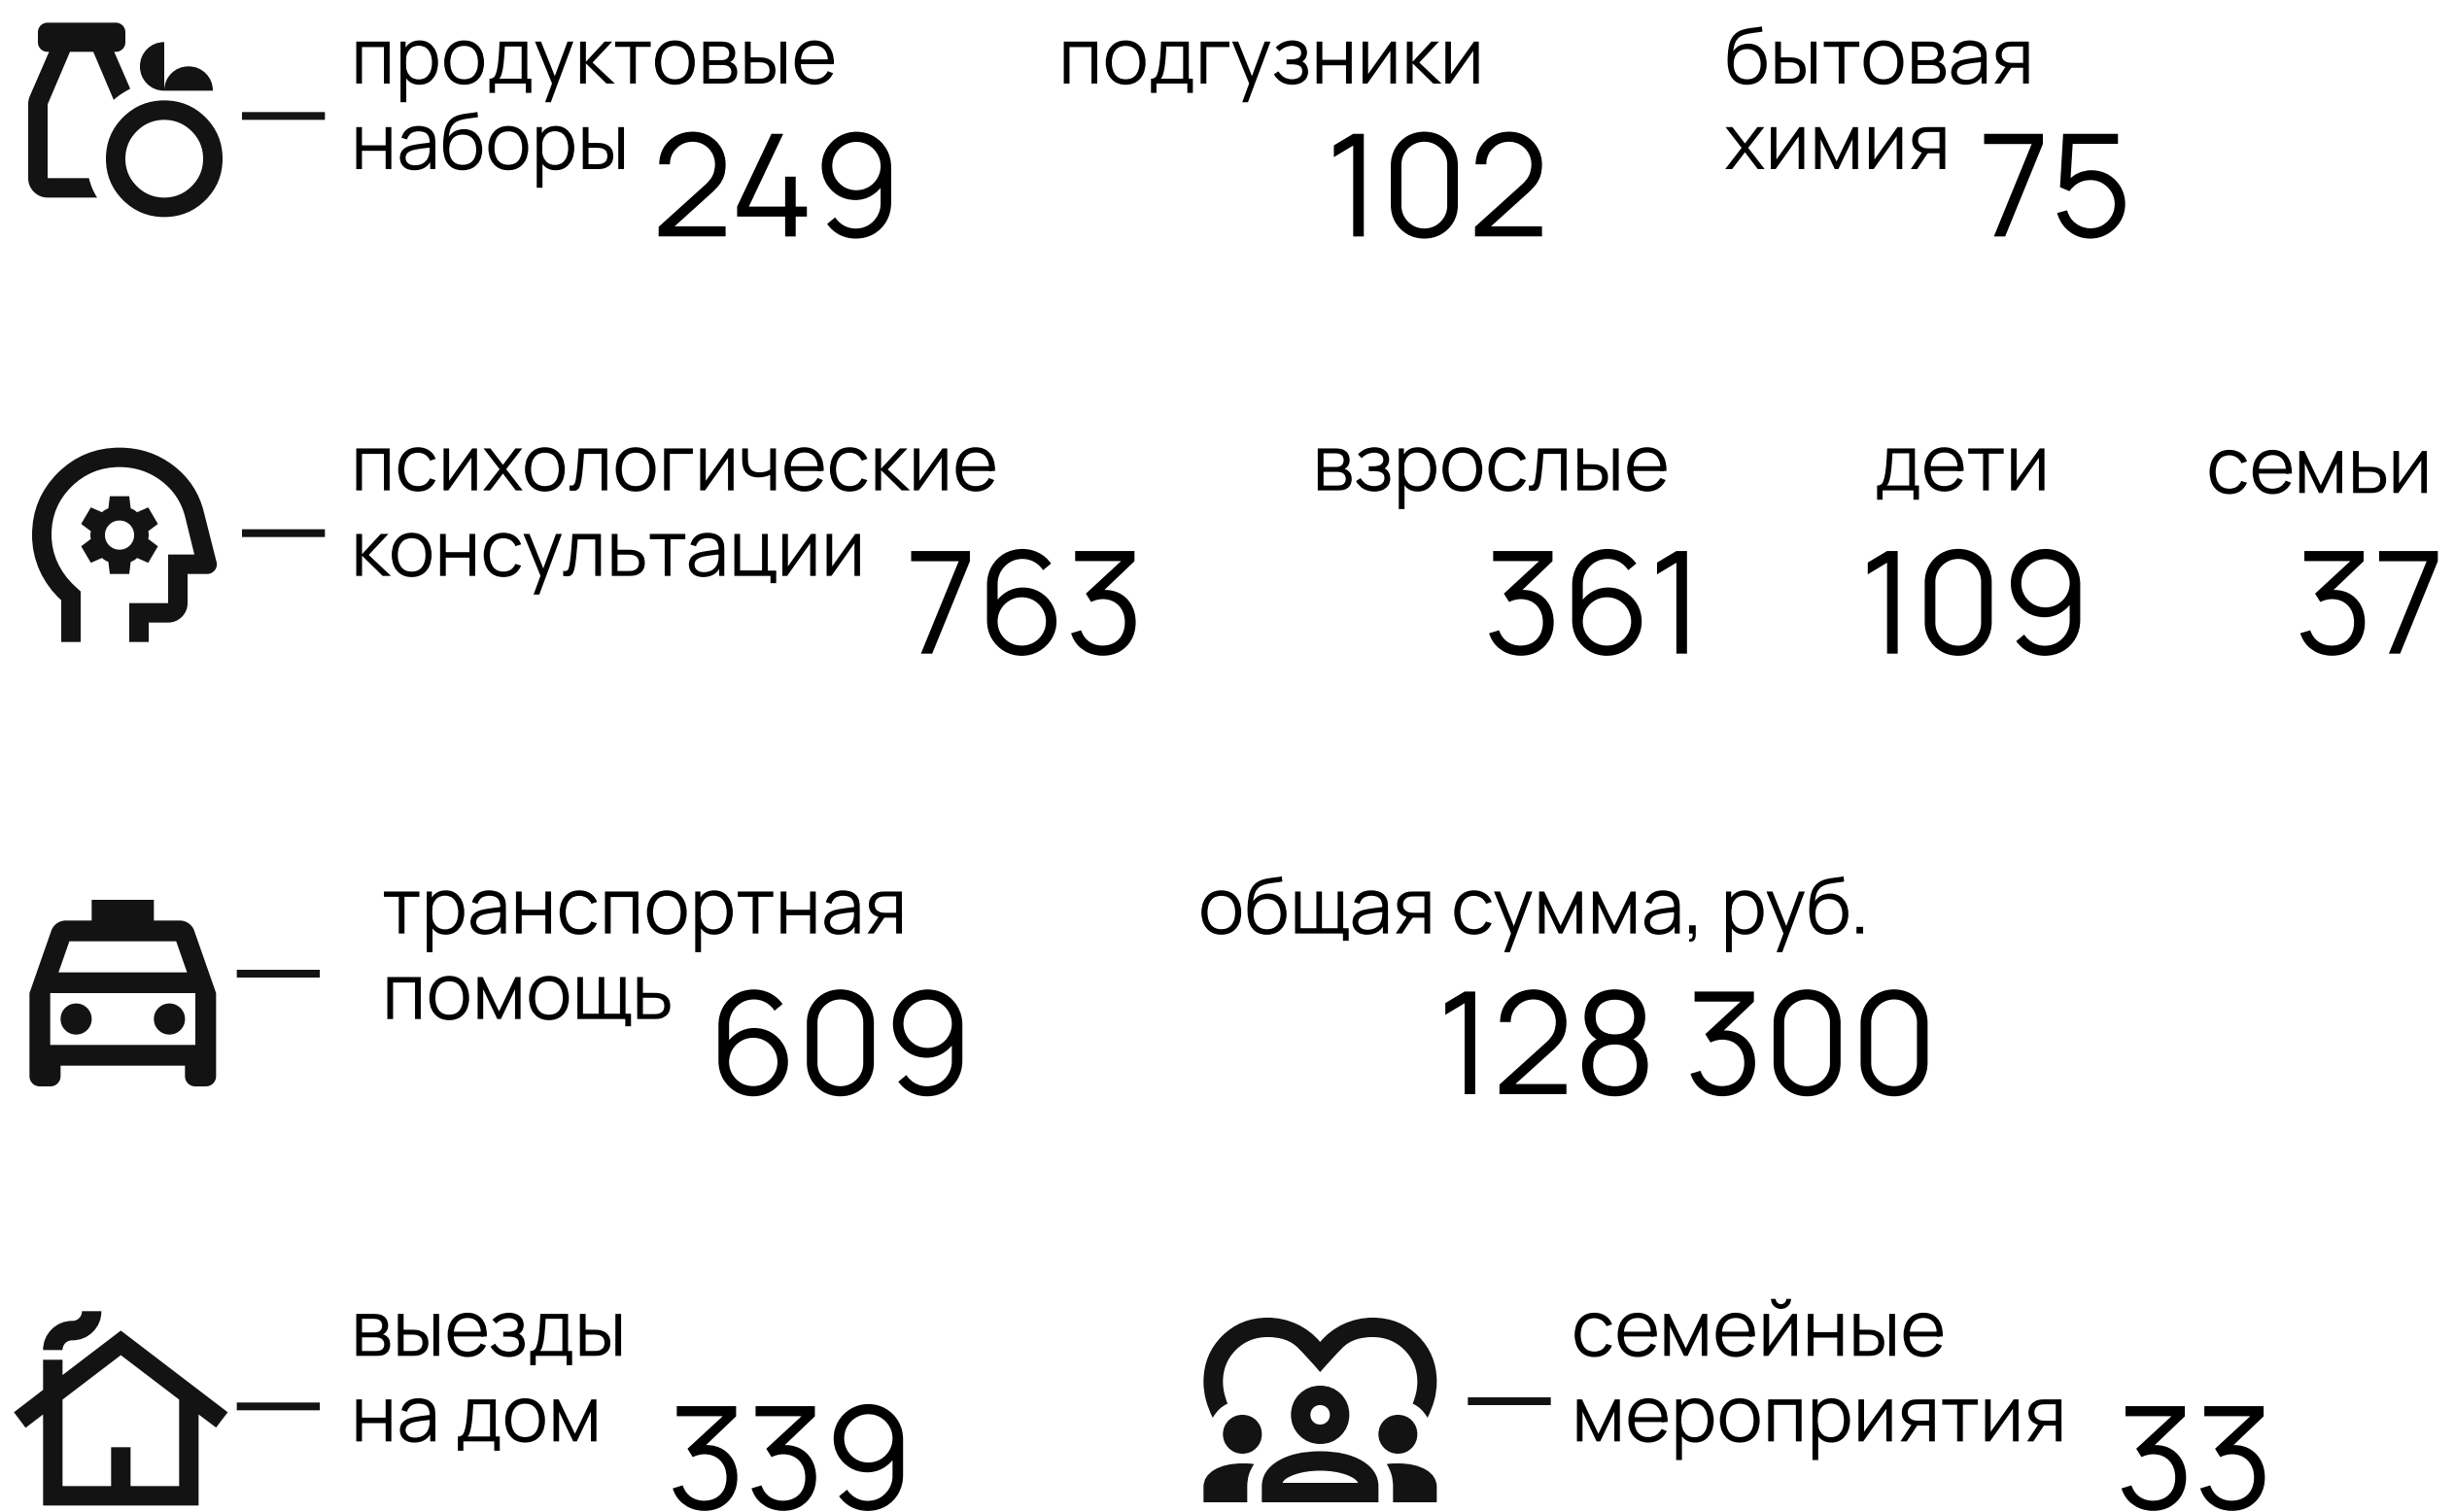 продуктовые
наборы 249
подгузники
102
бытовая
химия 75
психологические
консультации 763
взрослые
361
дети
109
семьи
37
транспортная
помощь 609
общая сумма, руб.
128 300
выезды
на дом 339
семейные
мероприятия 33